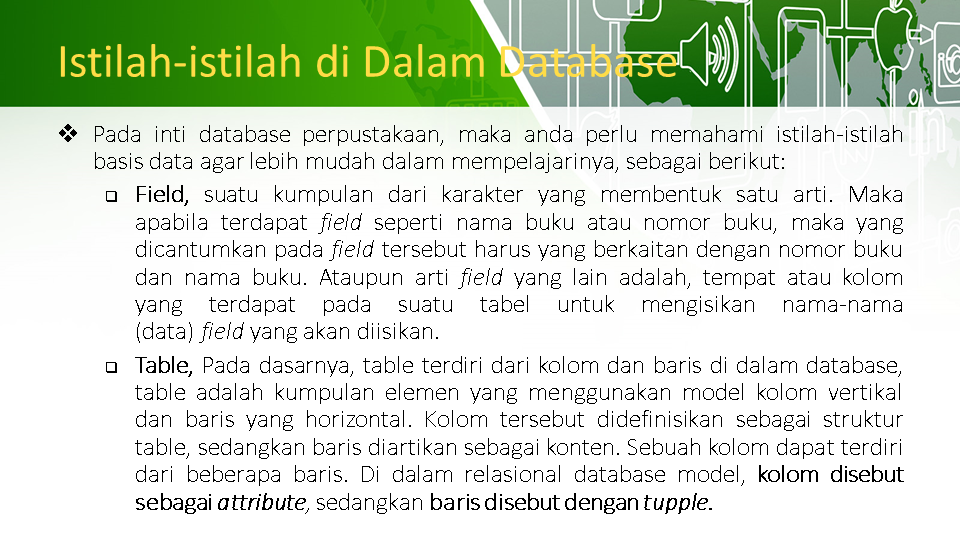 Istilah-istilah di Dalam Database
❖ Pada inti database perpustakaan, maka anda perlu memahami istilah-istilah
basis data agar lebih mudah dalam mempelajarinya, sebagai berikut:
❑ Field, suatu kumpulan dari karakter yang membentuk satu arti. Maka
apabila terdapat field seperti nama buku atau nomor buku, maka yang
dicantumkan pada field tersebut harus yang berkaitan dengan nomor buku
dan nama buku. Ataupun arti field yang lain adalah, tempat atau kolom
yang terdapat pada suatu tabel untuk mengisikan nama-nama
(data) field yang akan diisikan.
❑ Table, Pada dasarnya, table terdiri dari kolom dan baris di dalam database,
table adalah kumpulan elemen yang menggunakan model kolom vertikal
dan baris yang horizontal. Kolom tersebut didefinisikan sebagai struktur
table, sedangkan baris diartikan sebagai konten. Sebuah kolom dapat terdiri
dari beberapa baris. Di dalam relasional database model, kolom disebut
sebagai attribute, sedangkan baris disebut dengan tupple.